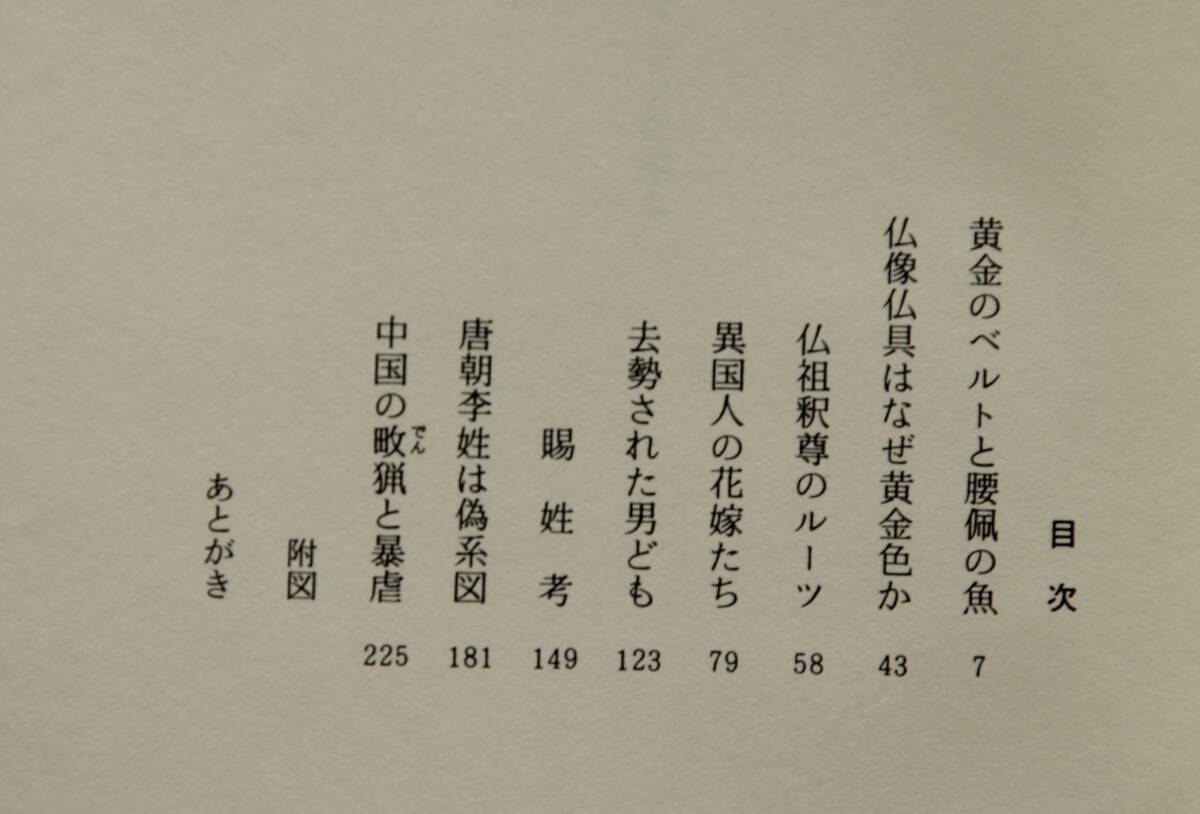 目次
黄金のベルトと腰佩の魚 7
仏像仏具はなぜ黄金色か 43
仏祖釈尊のルーツ 58
異国人の花嫁たち 79
去勢された男ども 123
賜姓考 149
唐朝李姓は偽系図 181
中国の畋猟と暴虐 225
でん
附図
あとがき